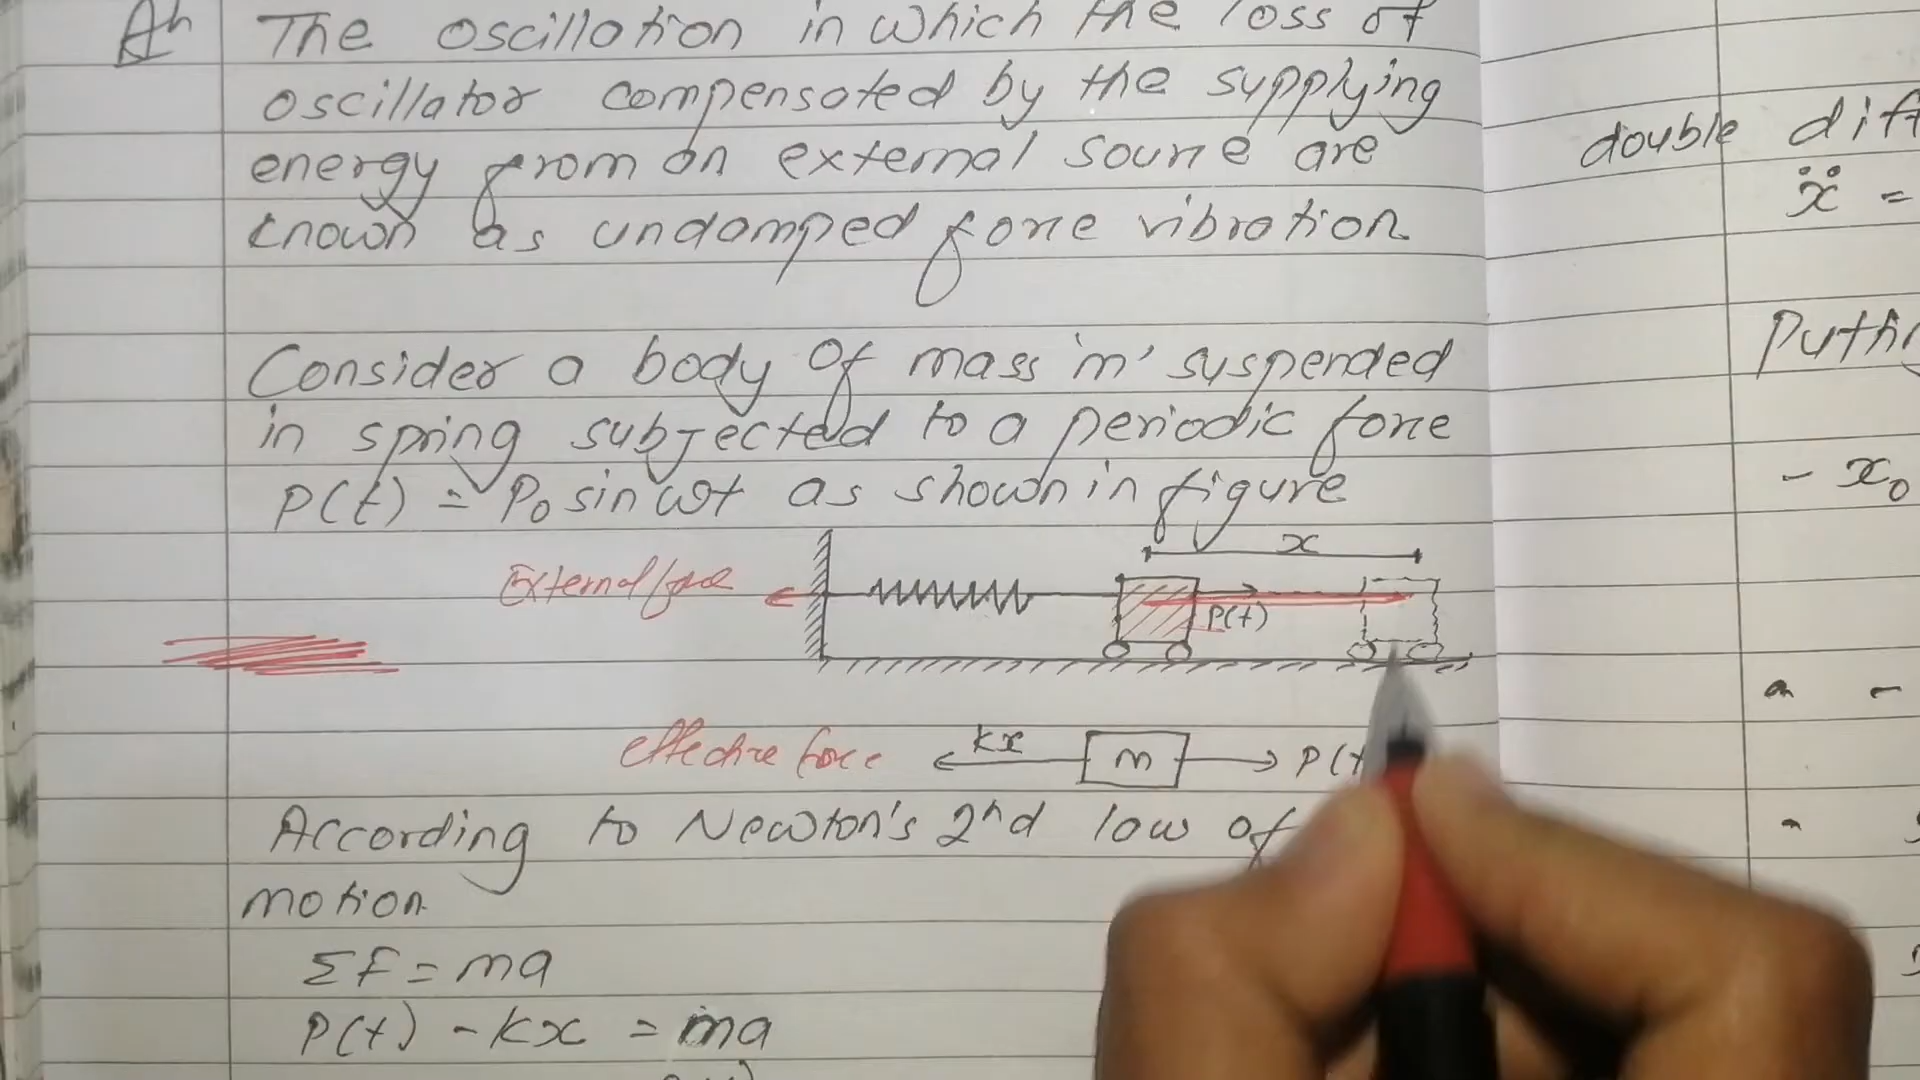 The oscillation in which the loss of
oscillator compensated by the supplying
energy from an external source are
known as undamped force vibration
Consider a body of mass 'm' suspended
in spring subjected to a periodic force
P(t) = P₀ sin ωt as shown in figure
x
External force
P(t)
effective force kx m P(t
According to Newton's 2nd law of
motion
ΣF = ma
P(t) - kx = ma
double diff
ẍ =
Puttin
- x₀